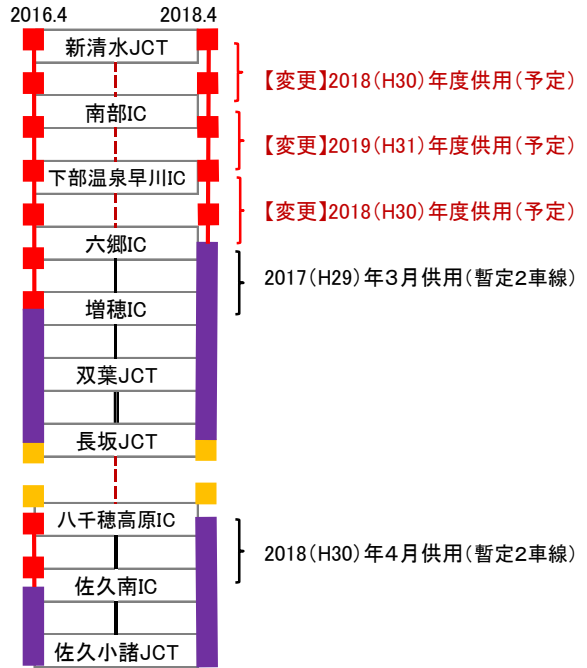 2016.4 2018.4
新清水JCT
【変更】2018(H30)年度供用(予定)
南部IC
【変更】2019(H31)年度供用(予定)
下部温泉早川IC
【変更】2018(H30)年度供用(予定)
六郷IC
2017(H29)年3月供用(暫定2車線)
増穂IC
双葉JCT
長坂JCT
八千穂高原IC
2018(H30)年4月供用(暫定2車線)
佐久南IC
佐久小諸JCT